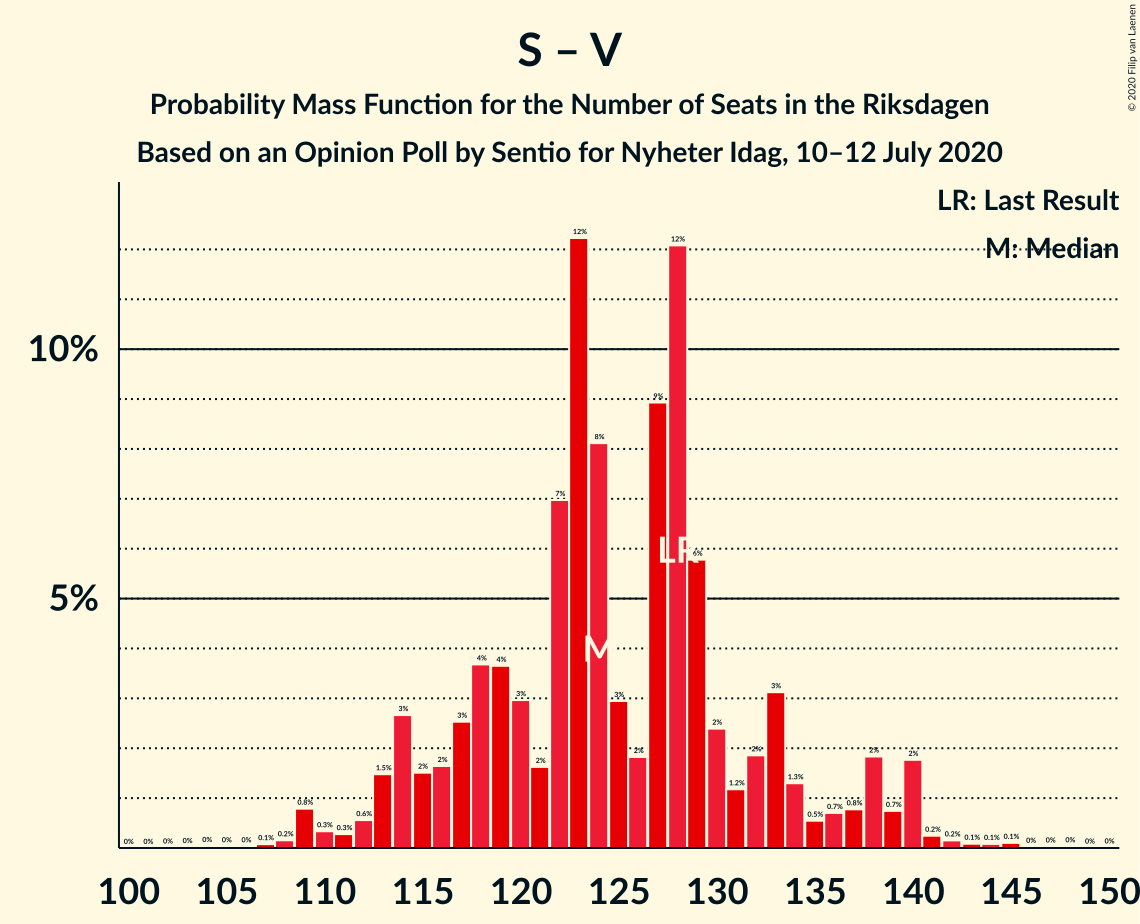 S – V
Probability Mass Function for the Number of Seats in the Riksdagen
Based on an Opinion Poll by Sentio for Nyheter Idag, 10–12 July 2020
© 2020 Filip van Laenen
LR: Last Result
M: Median
10%
5%
0% 0% 0% 0% 0% 0% 0% 0.1% 0.2% 0.8% 0.3% 0.3% 0.6% 1.5% 3% 2% 2% 3% 4% 4% 3% 2% 7% 12% 8% 3% 2% 9% 12% 6% 2% 1.2% 2% 3% 1.3% 0.5% 0.7% 0.8% 2% 0.7% 2% 0.2% 0.2% 0.1% 0.1% 0.1% 0% 0% 0% 0% 0%
LR
M
100 105 110 115 120 125 130 135 140 145 150